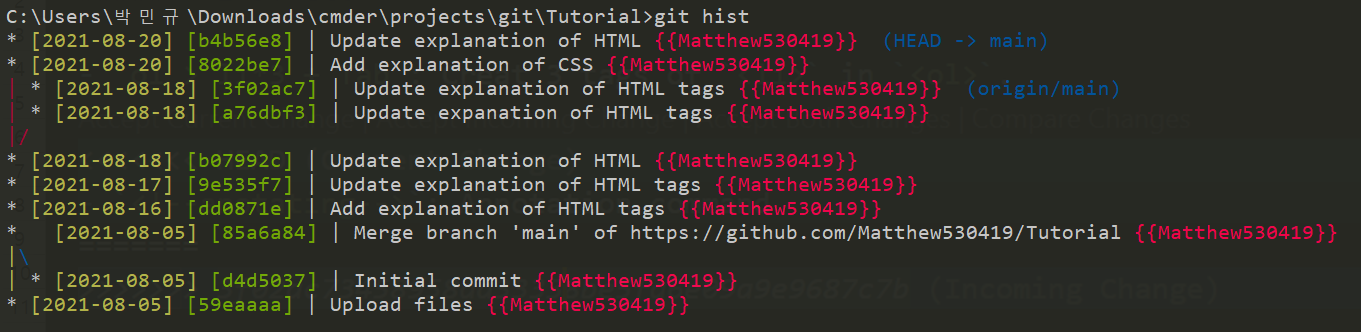 C:\Users\박민규\Downloads\cmder\projects\git\Tutorial>git hist
* [2021-08-20] [b4b56e8] | Update explanation of HTML {{Matthew530419}}  (HEAD -> main)
* [2021-08-20] [8022be7] | Add explanation of CSS {{Matthew530419}}
| * [2021-08-18] [3f02ac7] | Update explanation of HTML tags {{Matthew530419}}  (origin/main)
| * [2021-08-18] [a76dbf3] | Update expanation of HTML tags {{Matthew530419}}
|/
* [2021-08-18] [b07992c] | Update explanation of HTML {{Matthew530419}}
* [2021-08-17] [9e535f7] | Update explanation of HTML tags {{Matthew530419}}
* [2021-08-16] [dd0871e] | Add explanation of HTML tags {{Matthew530419}}
*   [2021-08-05] [85a6a84] | Merge branch 'main' of https://github.com/Matthew530419/Tutorial {{Matthew530419}}
|\
| * [2021-08-05] [d4d5037] | Initial commit {{Matthew530419}}
* [2021-08-05] [59eaaaa] | Upload files {{Matthew530419}}